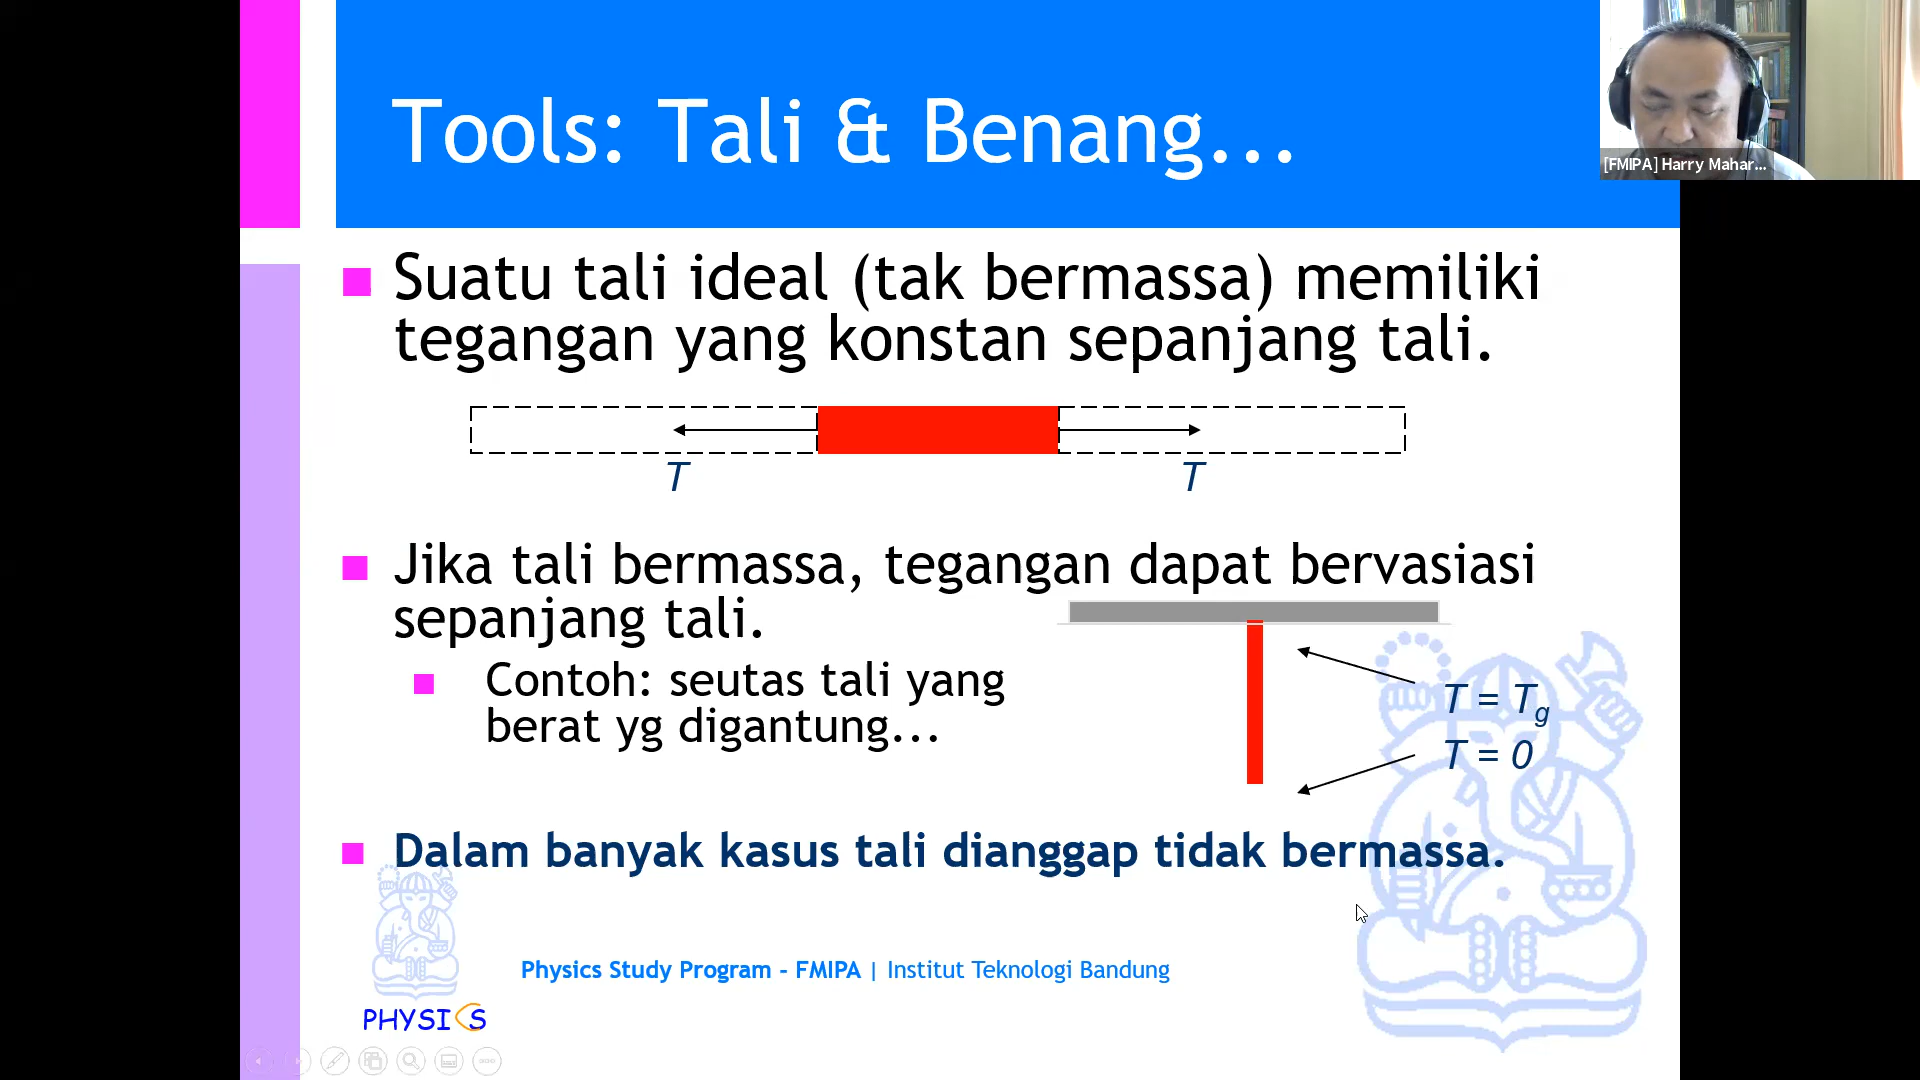 Tools: Tali & Benang...
[FMIPA] Harry Mahar...
Suatu tali ideal (tak bermassa) memiliki
tegangan yang konstan sepanjang tali.
T
T
Jika tali bermassa, tegangan dapat bervasiasi
sepanjang tali.
Contoh: seutas tali yang
berat yg digantung...
T = Tg
T = 0
Dalam banyak kasus tali dianggap tidak bermassa.
Physics Study Program - FMIPA | Institut Teknologi Bandung
PHYSICS